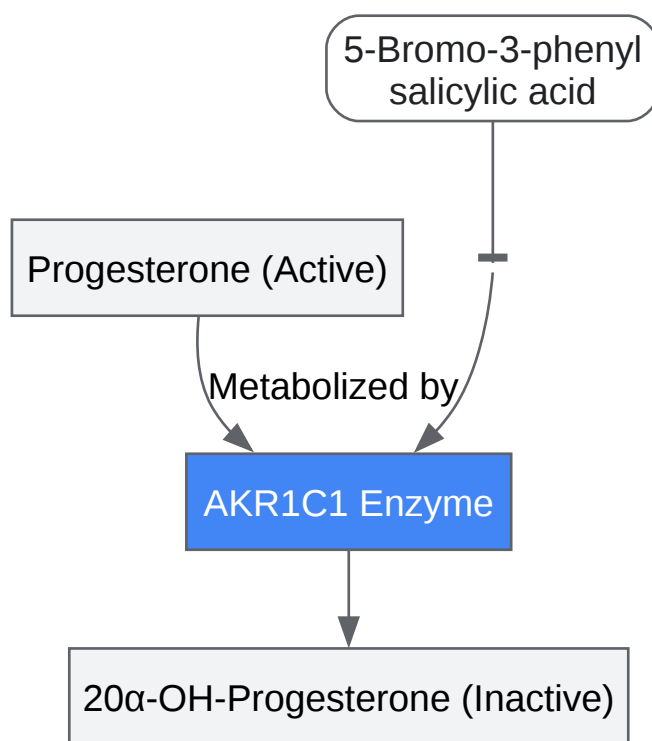 5-Bromo-3-phenyl
salicylic acid
Progesterone (Active)
Metabolized by
AKR1C1 Enzyme
20α-OH-Progesterone (Inactive)